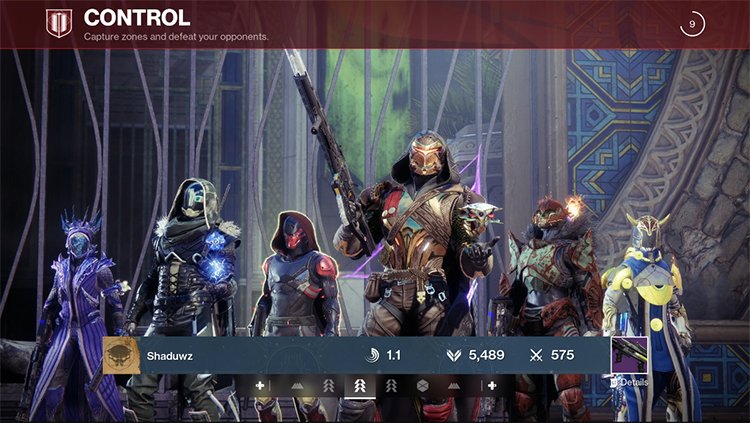 CONTROL
Capture zones and defeat your opponents.
9
Shaduwz 1.1 5,489 575
Details